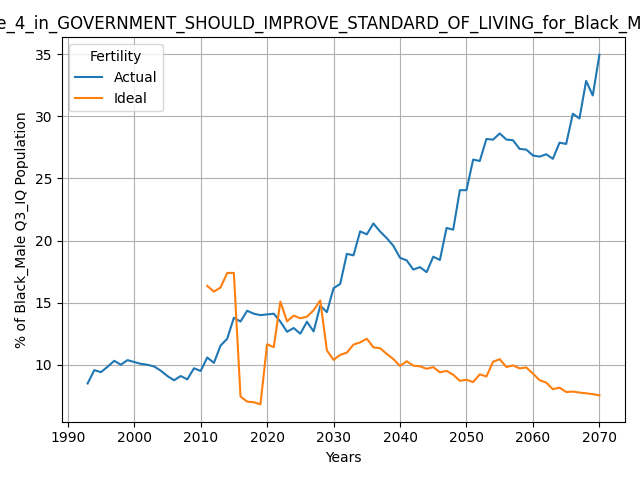 e_4_in_GOVERNMENT_SHOULD_IMPROVE_STANDARD_OF_LIVING_for_Black_M
Fertility
Actual
Ideal
% of Black_Male Q3_IQ Population
35
30
25
20
15
10
1990 2000 2010 2020 2030 2040 2050 2060 2070
Years